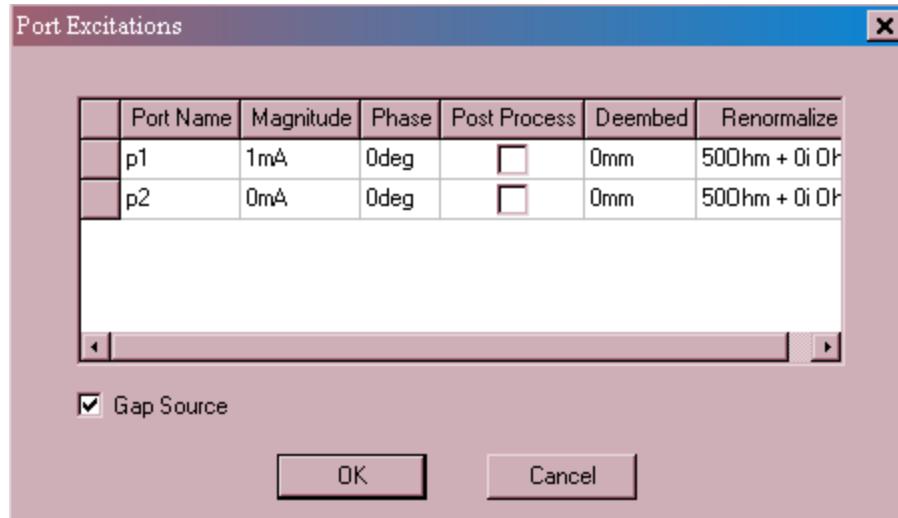 Port Excitations
Port Name Magnitude Phase Post Process Deembed Renormalize
p1 1mA 0deg 0mm 50Ohm + 0i Oh
p2 0mA 0deg 0mm 50Ohm + 0i Oh
Gap Source
OK Cancel